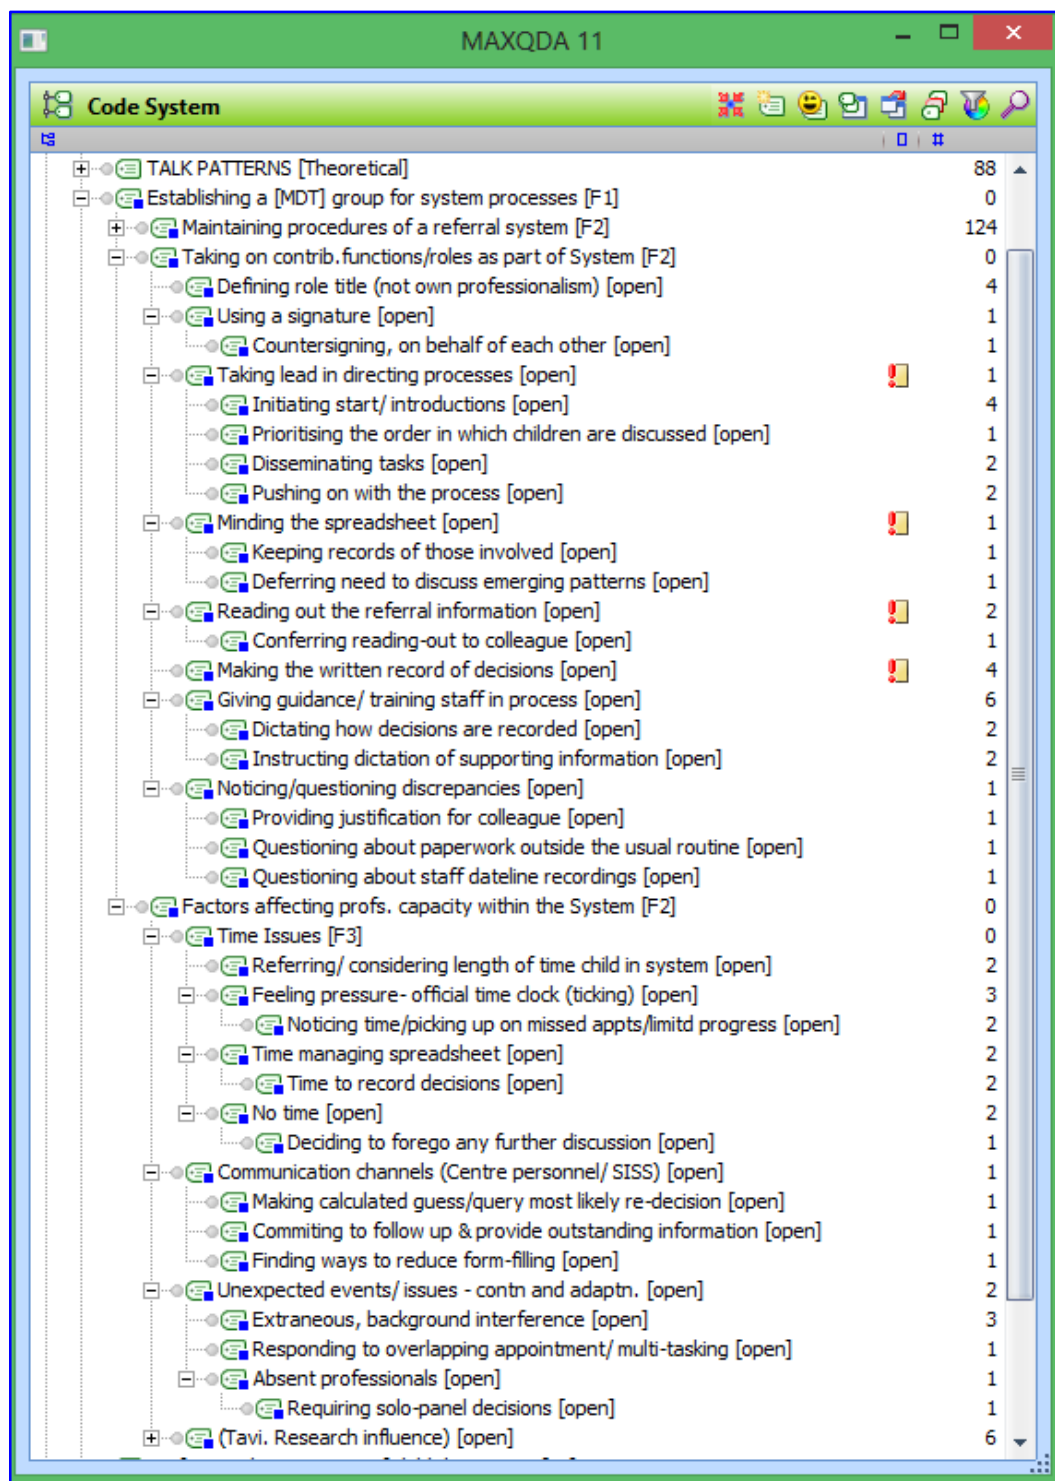 MAXQDA 11
Code System
#
TALK PATTERNS [Theoretical] 88
Establishing a [MDT] group for system processes [F1] 0
Maintaining procedures of a referral system [F2] 124
Taking on contrib.functions/roles as part of System [F2] 0
Defining role title (not own professionalism) [open] 4
Using a signature [open] 1
Countersigning, on behalf of each other [open] 1
Taking lead in directing processes [open] 1
Initiating start/ introductions [open] 4
Prioritising the order in which children are discussed [open] 1
Disseminating tasks [open] 2
Pushing on with the process [open] 2
Minding the spreadsheet [open] 1
Keeping records of those involved [open] 1
Deferring need to discuss emerging patterns [open] 1
Reading out the referral information [open] 2
Conferring reading-out to colleague [open] 1
Making the written record of decisions [open] 4
Giving guidance/ training staff in process [open] 6
Dictating how decisions are recorded [open] 2
Instructing dictation of supporting information [open] 2
Noticing/questioning discrepancies [open] 1
Providing justification for colleague [open] 1
Questioning about paperwork outside the usual routine [open] 1
Questioning about staff dateline recordings [open] 1
Factors affecting profs. capacity within the System [F2] 0
Time Issues [F3] 0
Referring/ considering length of time child in system [open] 2
Feeling pressure- official time clock (ticking) [open] 3
Noticing time/picking up on missed appts/limitd progress [open] 2
Time managing spreadsheet [open] 2
Time to record decisions [open] 2
No time [open] 2
Deciding to forego any further discussion [open] 1
Communication channels (Centre personnel/ SISS) [open] 1
Making calculated guess/query most likely re-decision [open] 1
Commiting to follow up & provide outstanding information [open] 1
Finding ways to reduce form-filling [open] 1
Unexpected events/ issues - contn and adaptn. [open] 2
Extraneous, background interference [open] 3
Responding to overlapping appointment/ multi-tasking [open] 1
Absent professionals [open] 1
Requiring solo-panel decisions [open] 1
(Tavi. Research influence) [open] 6